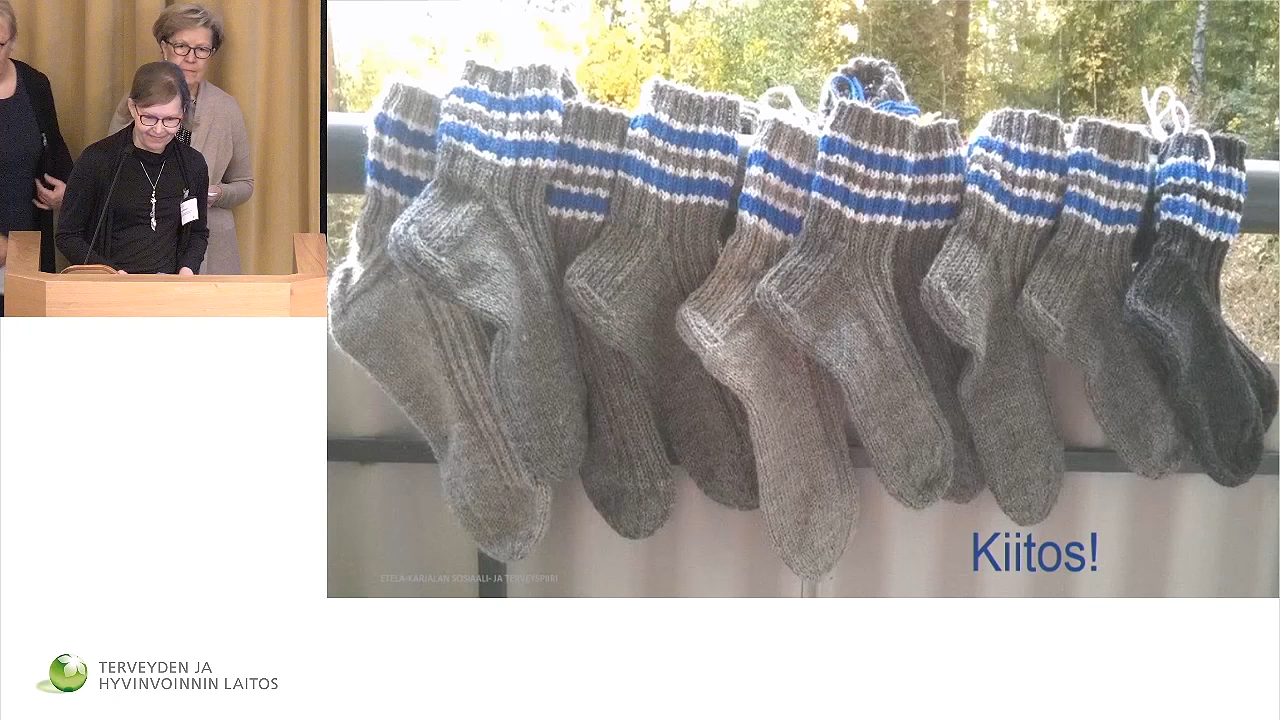 Kiitos!
ETELÄ-KARJALAN SOSIAALI- JA TERVEYSPIIRI
TERVEYDEN JA
HYVINVOINNIN LAITOS